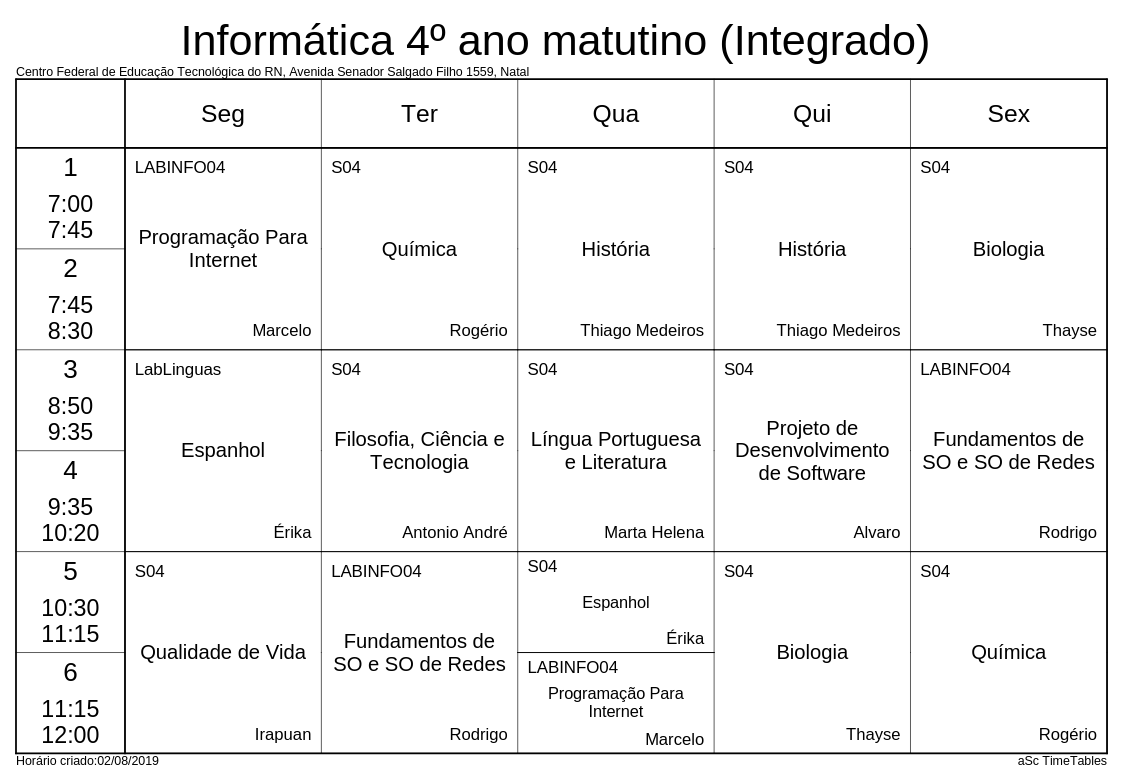 Informática 4º ano matutino (Integrado)
Centro Federal de Educação Tecnológica do RN, Avenida Senador Salgado Filho 1559, Natal
Seg
Ter
Qua
Qui
Sex
1
7:00
7:45
2
7:45
8:30
LABINFO04
Programação Para
Internet
Marcelo
S04
Química
Rogério
S04
História
Thiago Medeiros
S04
História
Thiago Medeiros
S04
Biologia
Thayse
3
8:50
9:35
4
9:35
10:20
LabLinguas
Espanhol
Érika
S04
Filosofia, Ciência e
Tecnologia
Antonio André
S04
Língua Portuguesa
e Literatura
Marta Helena
S04
Projeto de
Desenvolvimento
de Software
Alvaro
LABINFO04
Fundamentos de
SO e SO de Redes
Rodrigo
5
10:30
11:15
6
11:15
12:00
S04
Qualidade de Vida
Irapuan
LABINFO04
Fundamentos de
SO e SO de Redes
Rodrigo
S04
Espanhol
Érika
LABINFO04
Programação Para
Internet
Marcelo
S04
Biologia
Thayse
S04
Química
Rogério
Horário criado:02/08/2019
aSc TimeTables